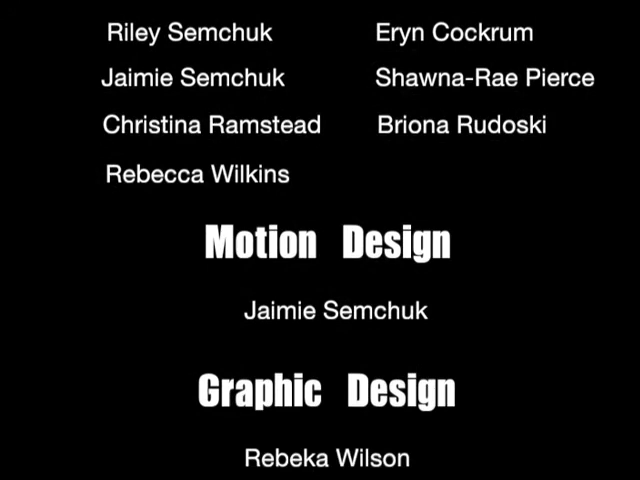 Riley Semchuk Eryn Cockrum
Jaimie Semchuk Shawna-Rae Pierce
Christina Ramstead Briona Rudoski
Rebecca Wilkins
Motion Design
Jaimie Semchuk
Graphic Design
Rebeka Wilson